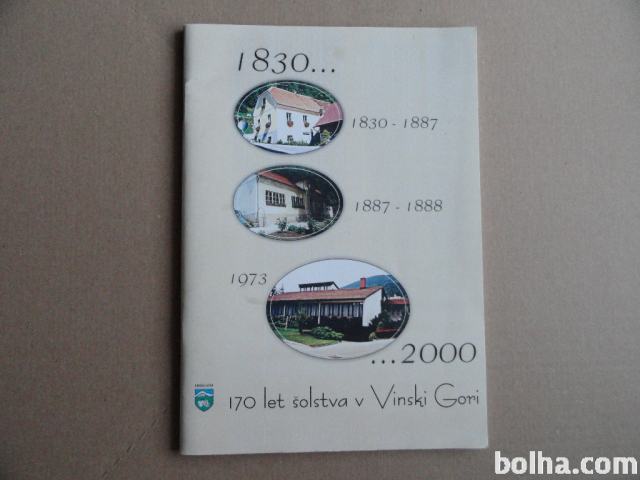 1830...
1830 - 1887
1887 - 1888
1973
...2000
170 let šolstva v Vinski Gori
bolha.com